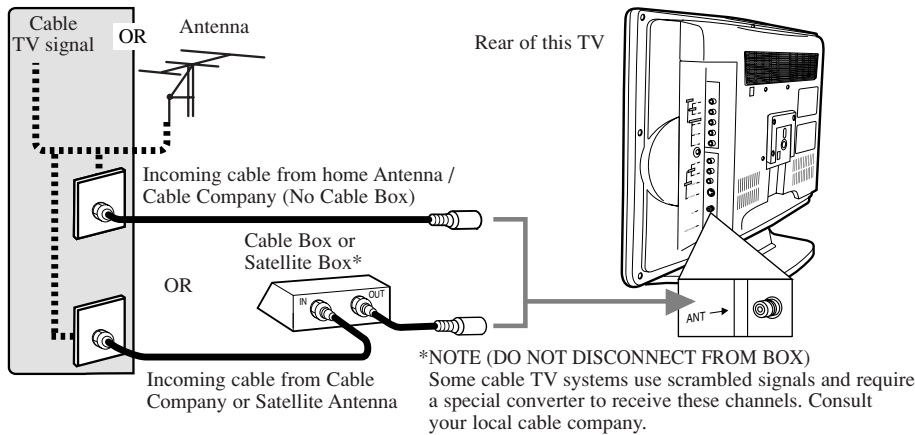 Cable
TV signal
OR
Antenna
Rear of this TV
Incoming cable from home Antenna /
Cable Company (No Cable Box)
Cable Box or
Satellite Box*
OR
IN
OUT
ANT
Incoming cable from Cable
Company or Satellite Antenna
*NOTE (DO NOT DISCONNECT FROM BOX)
Some cable TV systems use scrambled signals and require
a special converter to receive these channels. Consult
your local cable company.